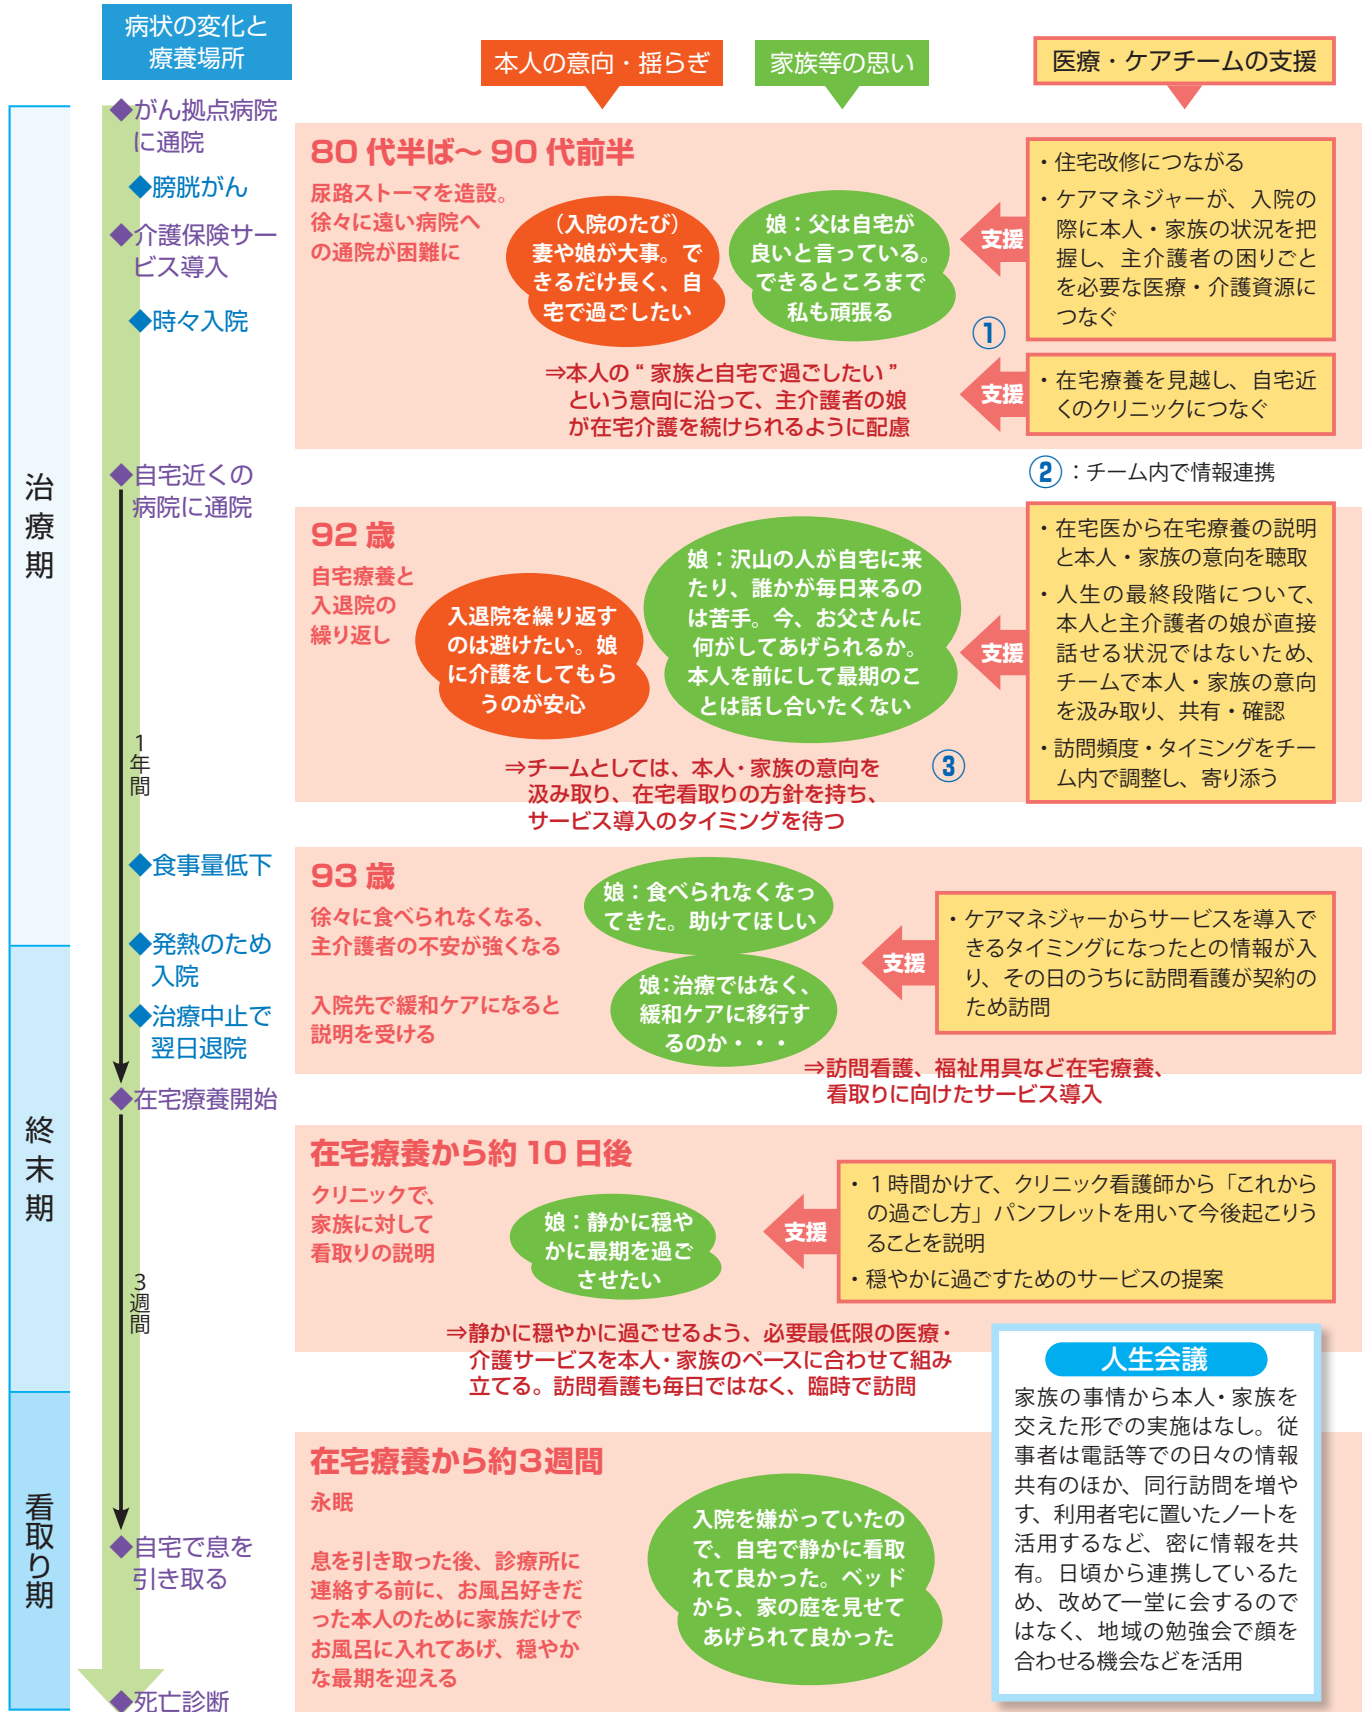 病状の変化と
療養場所
本人の意向・揺らぎ
家族等の思い
医療・ケアチームの支援
治療期
◆がん拠点病院
に通院
◆膀胱がん
◆介護保険サー
ビス導入
◆時々入院
80代半ば〜90代前半
尿路ストーマを造設。
徐々に遠い病院へ
の通院が困難に
（入院のたび）
妻や娘が大事。で
きるだけ長く、自
宅で過ごしたい
娘：父は自宅が
良いと言っている。
できるところまで
私も頑張る
支援
・住宅改修につながる
・ケアマネジャーが、入院の
際に本人・家族の状況を把
握し、主介護者の困りごと
を必要な医療・介護資源に
つなぐ
①
⇒本人の“家族と自宅で過ごしたい”
という意向に沿って、主介護者の娘
が在宅介護を続けられるように配慮
支援
・在宅療養を見越し、自宅近
くのクリニックにつなぐ
◆自宅近くの
病院に通院
②：チーム内で情報連携
1年間
92歳
自宅療養と
入退院の
繰り返し
入退院を繰り返す
のは避けたい。娘
に介護をしてもら
うのが安心
娘：沢山の人が自宅に来
たり、誰かが毎日来るの
は苦手。今、お父さんに
何がしてあげられるか。
本人を前にして最期のこ
とは話し合いたくない
支援
・在宅医から在宅療養の説明
と本人・家族の意向を聴取
・人生の最終段階について、
本人と主介護者の娘が直接
話せる状況ではないため、
チームで本人・家族の意向
を汲み取り、共有・確認
・訪問頻度・タイミングをチー
ム内で調整し、寄り添う
③
⇒チームとしては、本人・家族の意向を
汲み取り、在宅看取りの方針を持ち、
サービス導入のタイミングを待つ
◆食事量低下
終末期
◆発熱のため
入院
◆治療中止で
翌日退院
93歳
徐々に食べられなくなる、
主介護者の不安が強くなる
入院先で緩和ケアになると
説明を受ける
娘：食べられなくなっ
てきた。助けてほしい
娘：治療ではなく、
緩和ケアに移行す
るのか・・・
支援
・ケアマネジャーからサービスを導入で
きるタイミングになったとの情報が入
り、その日のうちに訪問看護が契約の
ため訪問
⇒訪問看護、福祉用具など在宅療養、
看取りに向けたサービス導入
◆在宅療養開始
3週間
在宅療養から約10日後
クリニックで、
家族に対して
看取りの説明
娘：静かに穏や
かに最期を過ご
させたい
支援
・１時間かけて、クリニック看護師から「これから
の過ごし方」パンフレットを用いて今後起こりう
ることを説明
・穏やかに過ごすためのサービスの提案
⇒静かに穏やかに過ごせるよう、必要最低限の医療・
介護サービスを本人・家族のペースに合わせて組み
立てる。訪問看護も毎日ではなく、臨時で訪問
看取り期
◆自宅で息を
引き取る
◆死亡診断
在宅療養から約3週間
永眠
息を引き取った後、診療所に
連絡する前に、お風呂好きだ
った本人のために家族だけで
お風呂に入れてあげ、穏やか
な最期を迎える
入院を嫌がっていたの
で、自宅で静かに看取
れて良かった。ベッド
から、家の庭を見せて
あげられて良かった
人生会議
家族の事情から本人・家族を
交えた形での実施はなし。従
事者は電話等での日々の情報
共有のほか、同行訪問を増や
す、利用者宅に置いたノートを
活用するなど、密に情報を共
有。日頃から連携しているた
め、改めて一堂に会するので
はなく、地域の勉強会で顔を
合わせる機会などを活用